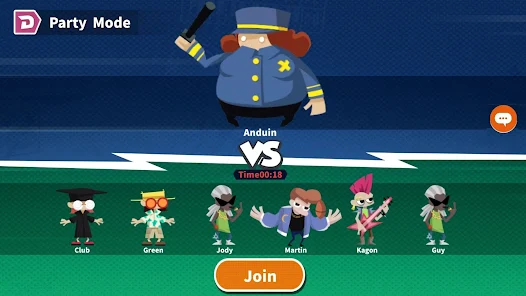 D Party Mode
Anduin
VS
Time00:18
Club Green Jody Martin Kagon Guy
Join